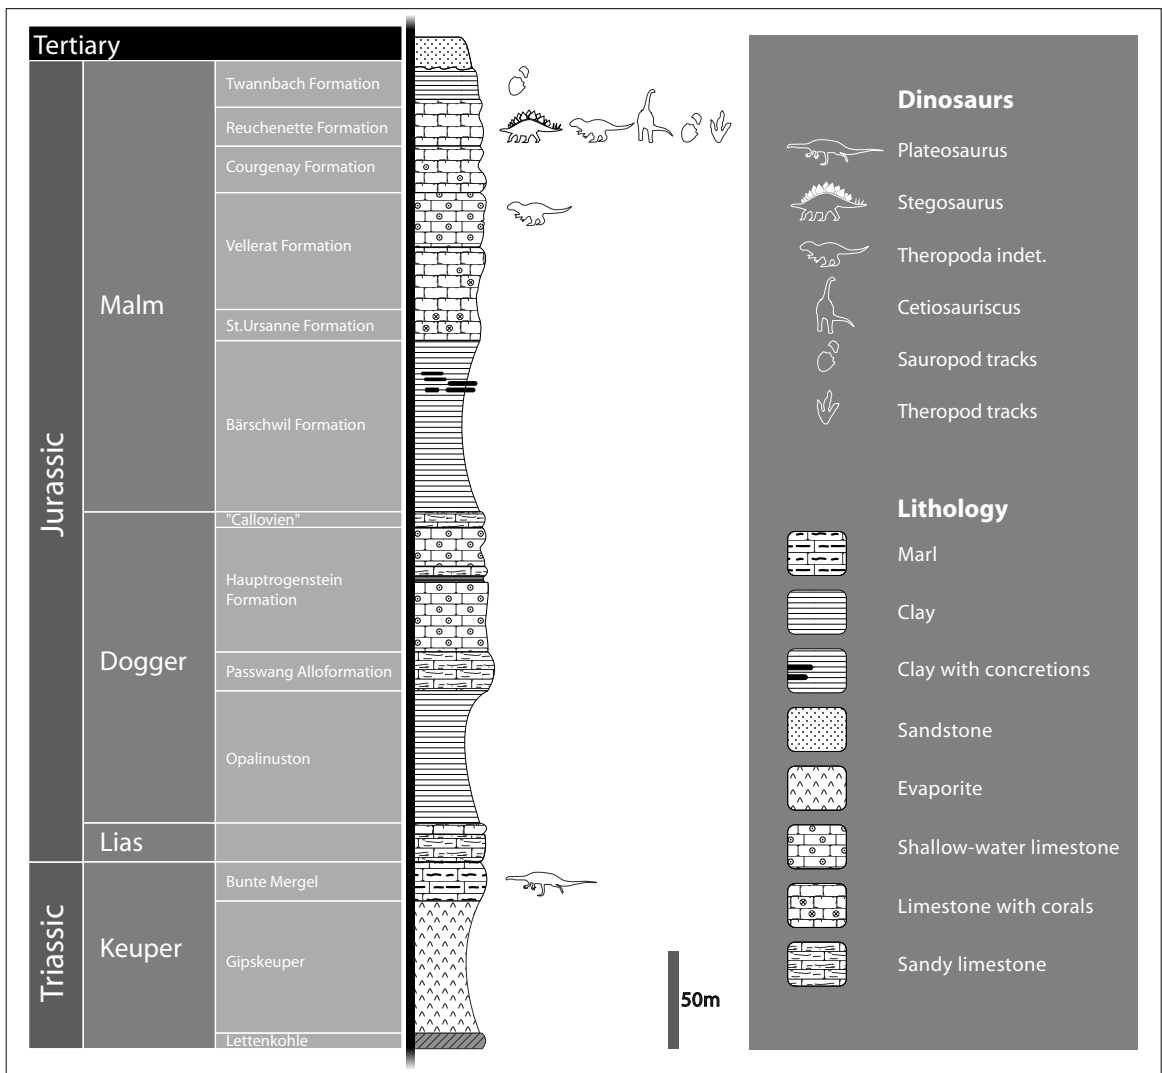 Tertiary
Jurassic
Malm
Twannbach Formation
Reuchenette Formation
Courgenay Formation
Vellerat Formation
St.Ursanne Formation
Bärschwil Formation
Dogger
"Callovien"
Hauptrogenstein
Formation
Passwang Alloformation
Opalinuston
Lias
Triassic
Keuper
Bunte Mergel
Gipskeuper
Lettenkohle
50m
Dinosaurs
Plateosaurus
Stegosaurus
Theropoda indet.
Cetiosauriscus
Sauropod tracks
Theropod tracks
Lithology
Marl
Clay
Clay with concretions
Sandstone
Evaporite
Shallow-water limestone
Limestone with corals
Sandy limestone